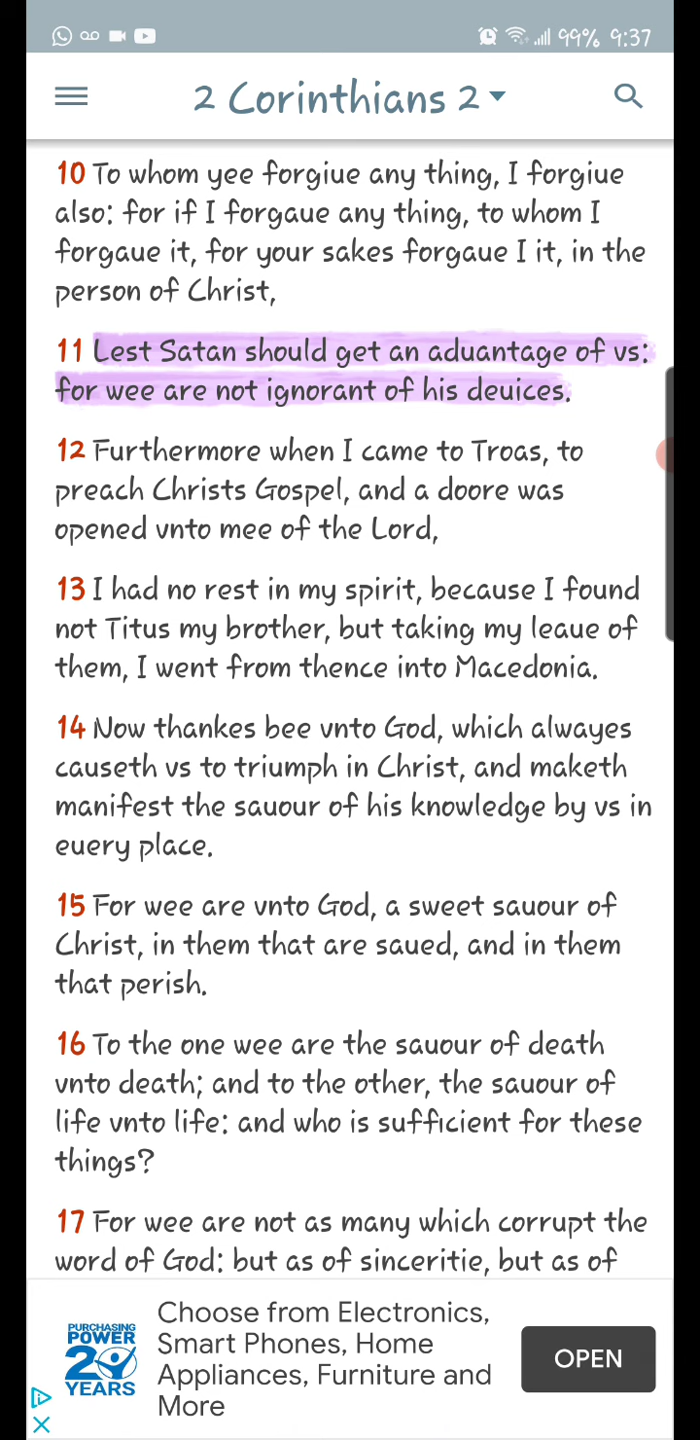 99% 9:37
2 Corinthians 2
10 To whom yee forgiue any thing, I forgiue
also: for if I forgaue any thing, to whom I
forgaue it, for your sakes forgaue I it, in the
person of Christ,
11 Lest Satan should get an aduantage of vs:
for wee are not ignorant of his deuices.
12 Furthermore when I came to Troas, to
preach Christs Gospel, and a doore was
opened vnto mee of the Lord,
13 I had no rest in my spirit, because I found
not Titus my brother, but taking my leaue of
them, I went from thence into Macedonia.
14 Now thankes bee vnto God, which alwayes
causeth vs to triumph in Christ, and maketh
manifest the sauour of his knowledge by vs in
euery place.
15 For wee are vnto God, a sweet sauour of
Christ, in them that are saued, and in them
that perish.
16 To the one wee are the sauour of death
vnto death; and to the other, the sauour of
life vnto life: and who is sufficient for these
things?
17 For wee are not as many which corrupt the
word of God: but as of sinceritie, but as of
PURCHASING
POWER
20
YEARS
Choose from Electronics,
Smart Phones, Home
Appliances, Furniture and
More
OPEN